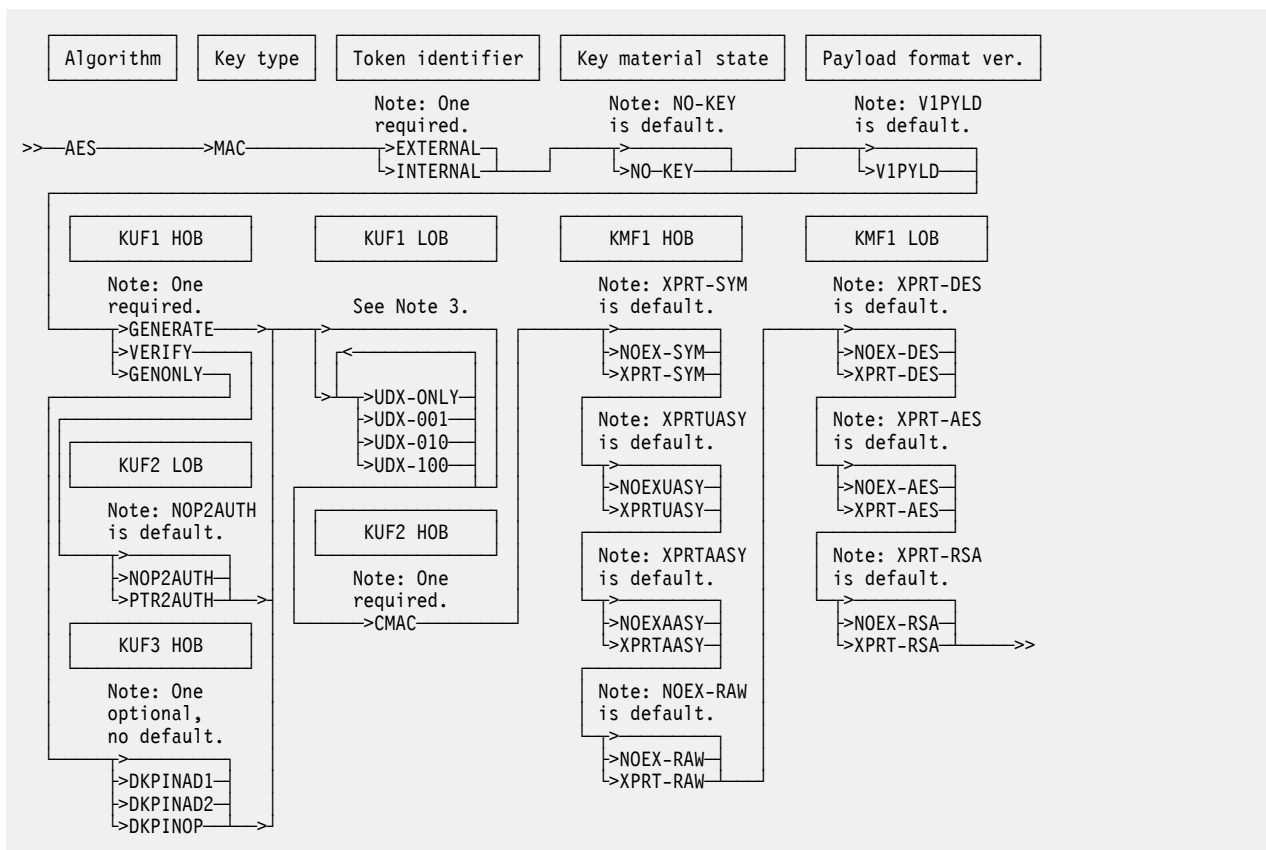 Algorithm Key type Token identifier Key material state Payload format ver.
Note: One Note: NO-KEY Note: V1PYLD
required. is default. is default.
>>—AES—>MAC—>EXTERNAL
>INTERNAL >NO-KEY >V1PYLD
KUF1 HOB KUF1 LOB KMF1 HOB KMF1 LOB
Note: One Note: XPRT-SYM Note: XPRT-DES
required. See Note 3. is default. is default.
>GENERATE
>VERIFY >NOEX-SYM >NOEX-DES
>GENONLY >XPRT-SYM >XPRT-DES
>UDX-ONLY
>UDX-001 Note: XPRTUASY Note: XPRT-AES
>UDX-010 is default. is default.
KUF2 LOB >UDX-100
>NOEXUASY >NOEX-AES
Note: NOP2AUTH >XPRTUASY >XPRT-AES
is default. KUF2 HOB
Note: XPRTAASY Note: XPRT-RSA
>NOP2AUTH Note: One is default. is default.
>PTR2AUTH required.
>CMAC >NOEXAASY >NOEX-RSA
KUF3 HOB >XPRTAASY >XPRT-RSA—>>
Note: One Note: NOEX-RAW
optional, is default.
no default.
>NOEX-RAW
>DKPINAD1 >XPRT-RAW
>DKPINAD2
>DKPINOP